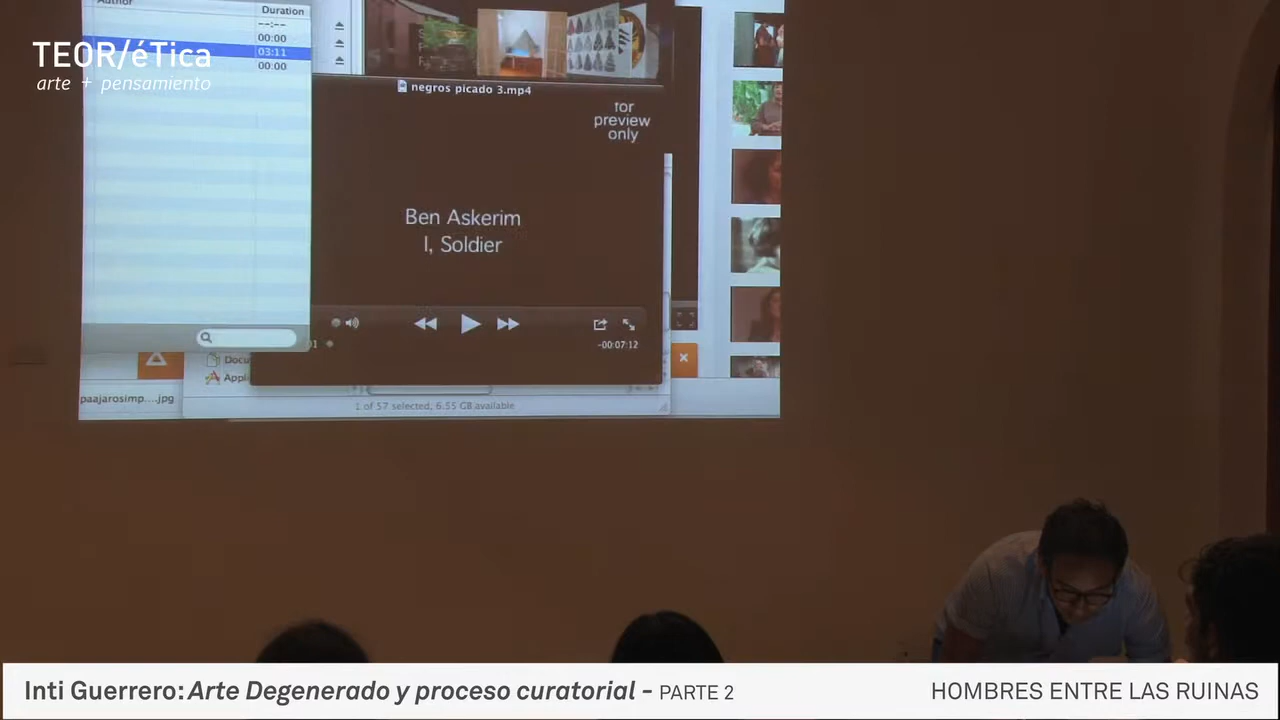 Author
Duration
--:--
00:00
03:11
00:00
TEOR/éTica
arte + pensamiento
negros picado 3.mp4
for
preview
only
Ben Askerim
I, Soldier
-00:07:12
Docu
Appl
paajarosimp....jpg
1 of 57 selected, 6.55 GB available
Inti Guerrero: Arte Degenerado y proceso curatorial - PARTE 2
HOMBRES ENTRE LAS RUINAS